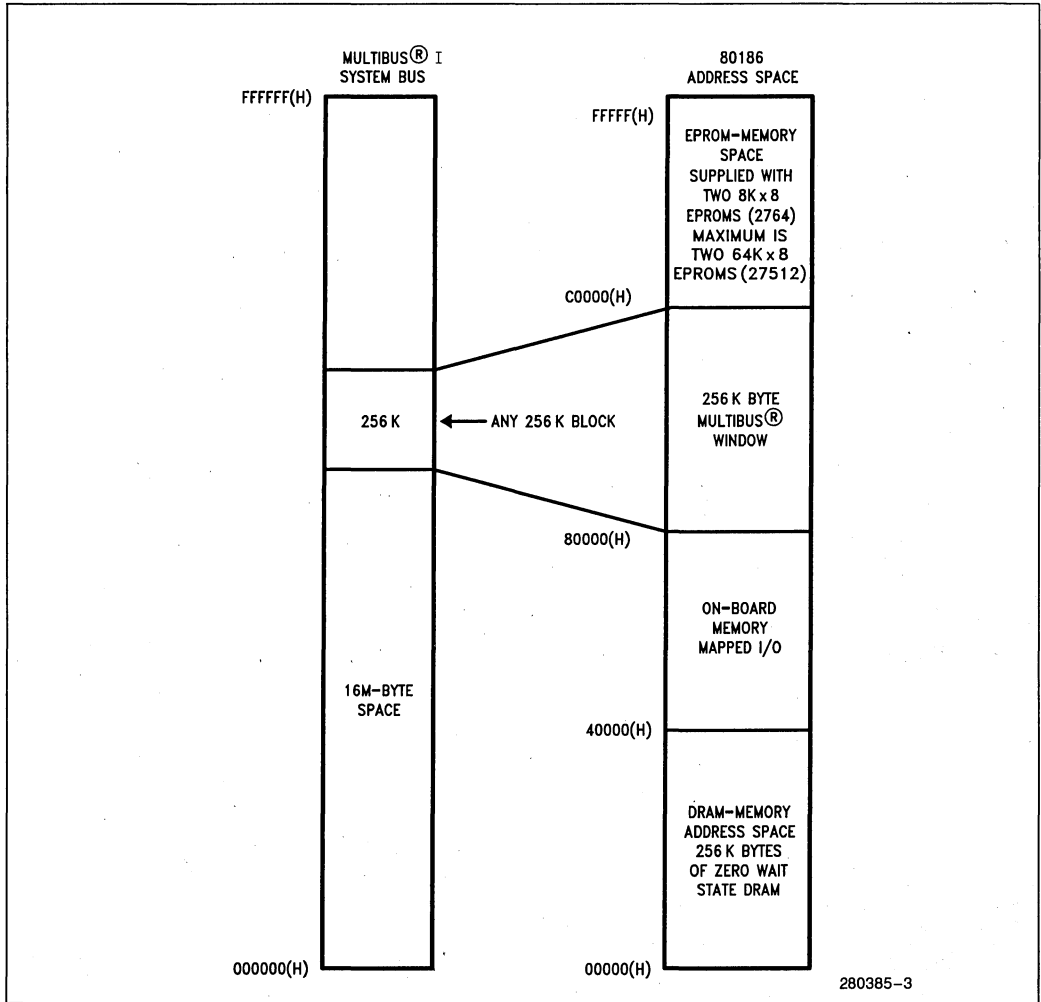 MULTIBUS® I
SYSTEM BUS
FFFFFF(H)
256 K
ANY 256 K BLOCK
16M-BYTE
SPACE
000000(H)
80186
ADDRESS SPACE
FFFFF(H)
EPROM-MEMORY
SPACE
SUPPLIED WITH
TWO 8K x 8
EPROMS (2764)
MAXIMUM IS
TWO 64K x 8
EPROMS (27512)
C0000(H)
256 K BYTE
MULTIBUS®
WINDOW
80000(H)
ON-BOARD
MEMORY
MAPPED I/O
40000(H)
DRAM-MEMORY
ADDRESS SPACE
256 K BYTES
OF ZERO WAIT
STATE DRAM
00000(H)
280385-3